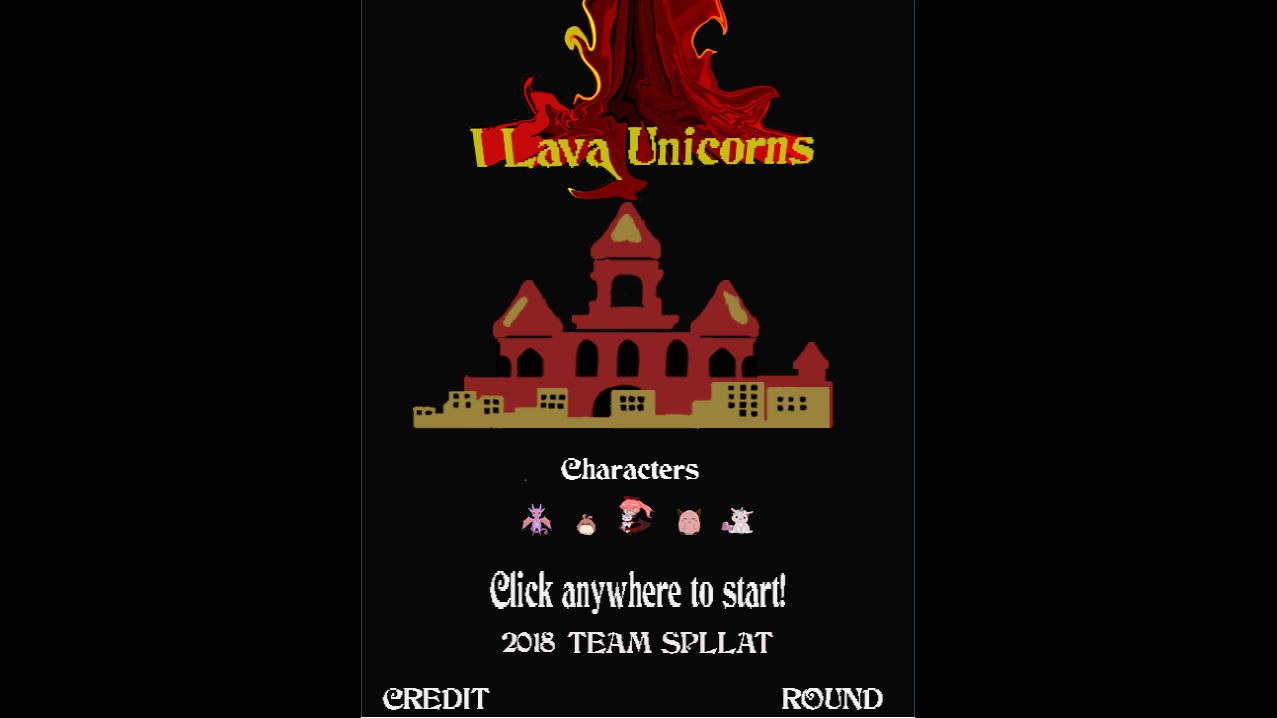 I Lava Unicorns
Characters
Click anywhere to start!
2018 TEAM SPLLAT
CREDIT
ROUND